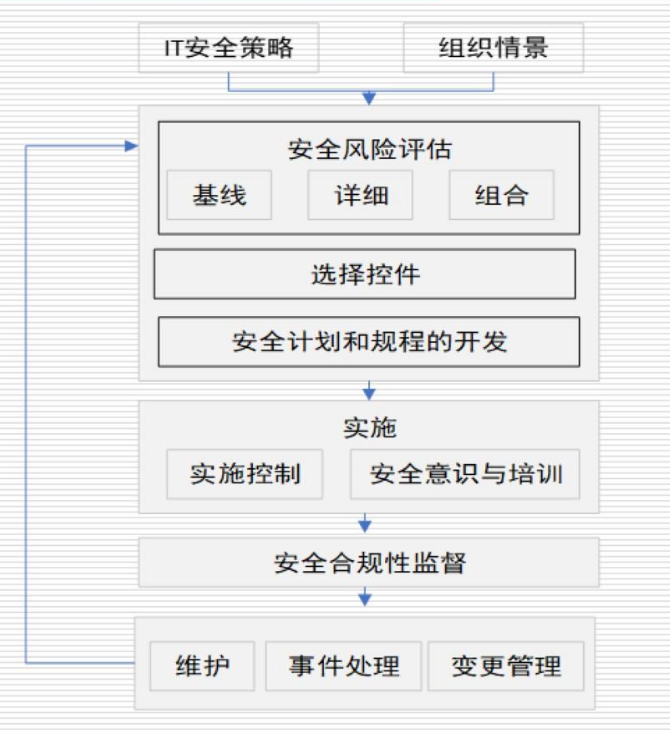 IT安全策略
组织情景
安全风险评估
基线
详细
组合
选择控件
安全计划和规程的开发
实施
实施控制
安全意识与培训
安全合规性监督
维护
事件处理
变更管理